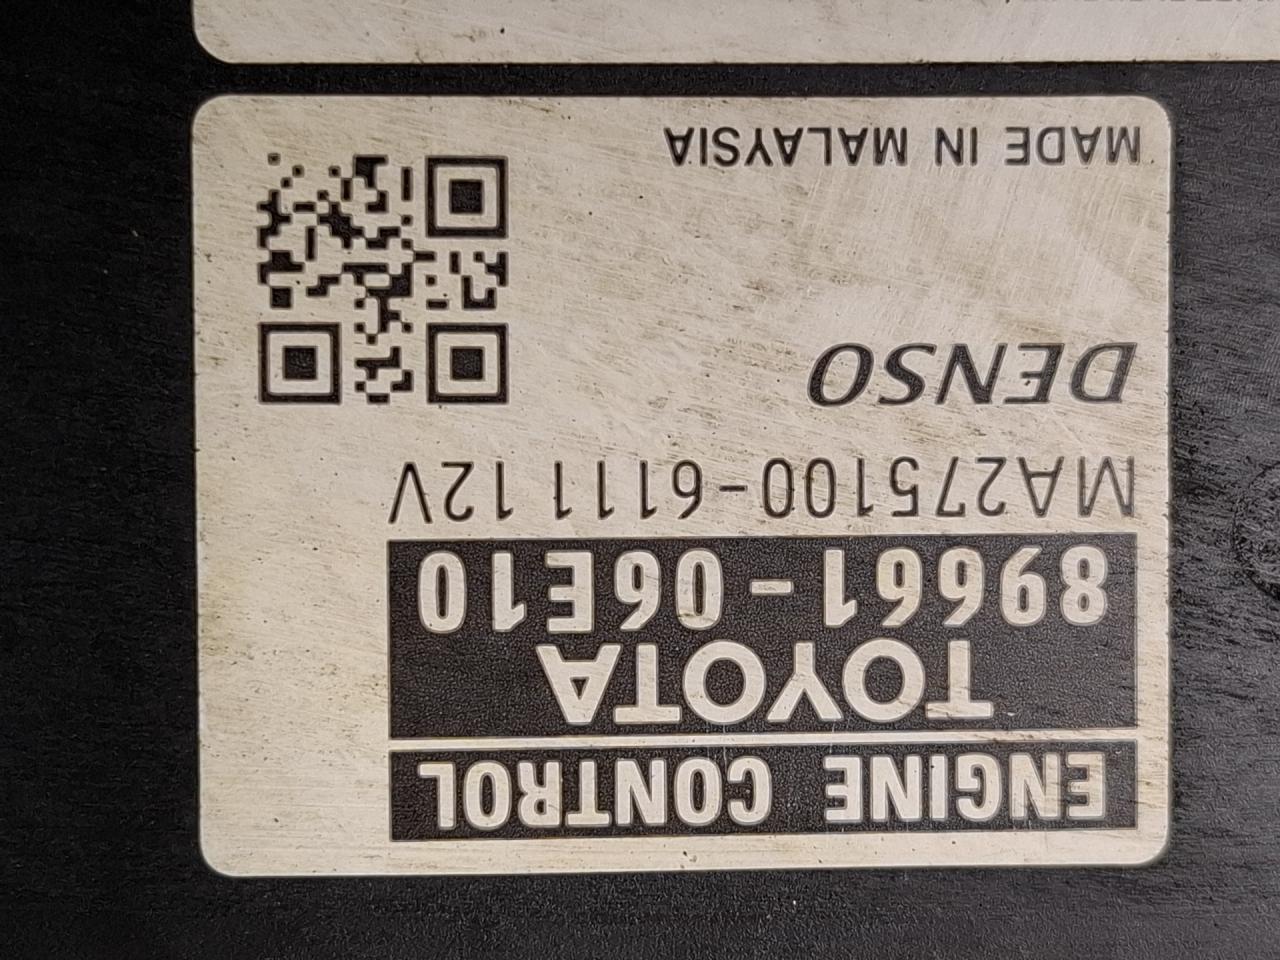 ENGINE CONTROL
TOYOTA
89661-06E10
MA275100-6111 12V
DENSO
MADE IN MALAYSIA